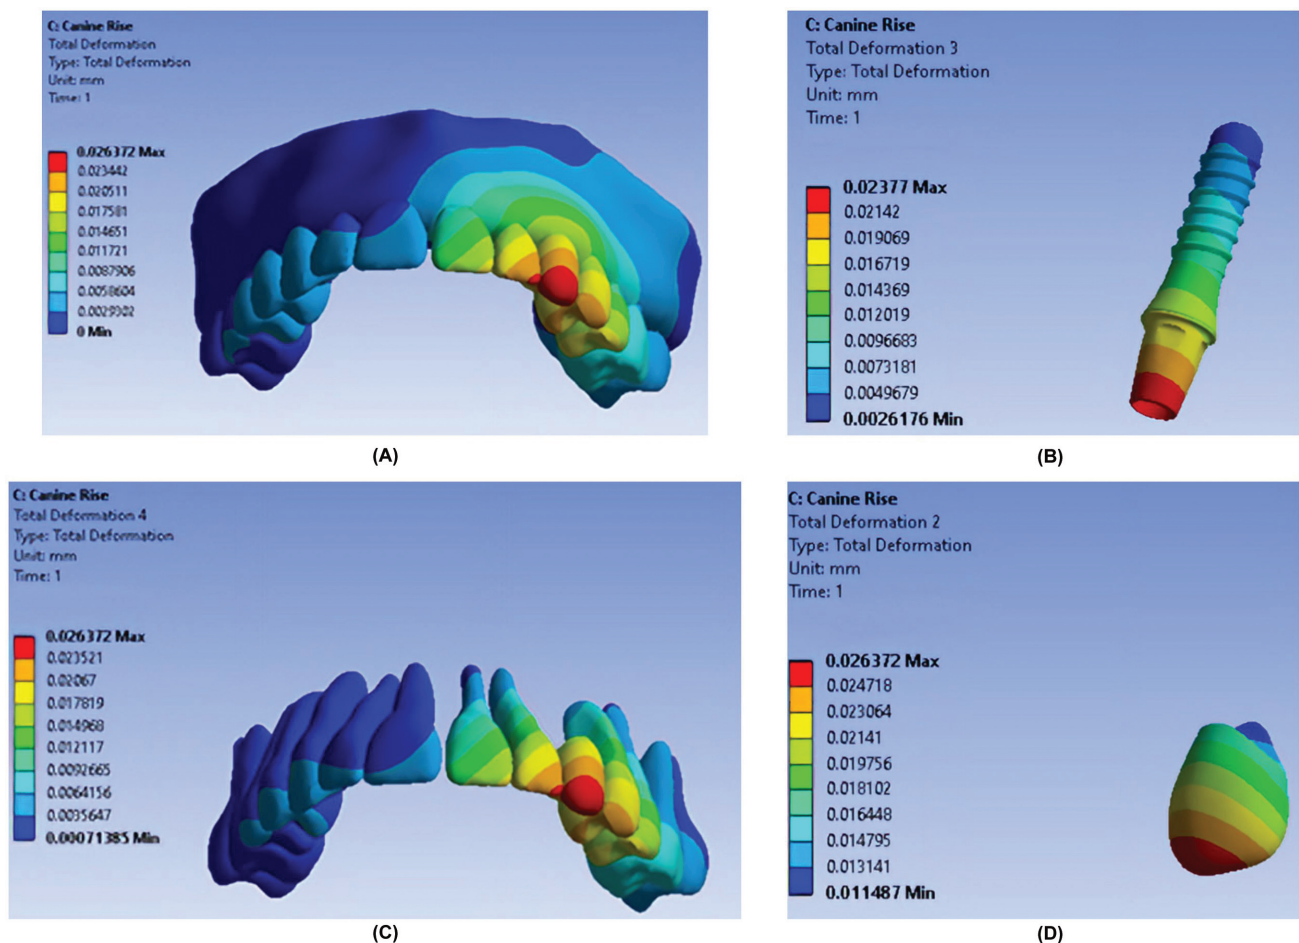 C: Canine Rise
Total Deformation
Type: Total Deformation
Unit: mm
Time: 1
0.026372 Max
0.023442
0.020511
0.017581
0.014651
0.011721
0.0087906
0.0058604
0.0029302
0 Min
(A)
C: Canine Rise
Total Deformation 3
Type: Total Deformation
Unit: mm
Time: 1
0.02377 Max
0.02142
0.019069
0.016719
0.014369
0.012019
0.0096683
0.0073181
0.0049679
0.0026176 Min
(B)
C: Canine Rise
Total Deformation 4
Type: Total Deformation
Unit: mm
Time: 1
0.026372 Max
0.023521
0.02067
0.017819
0.014968
0.012117
0.0092665
0.0064156
0.0035647
0.00071385 Min
(C)
C: Canine Rise
Total Deformation 2
Type: Total Deformation
Unit: mm
Time: 1
0.026372 Max
0.024718
0.023064
0.02141
0.019756
0.018102
0.016448
0.014795
0.013141
0.011487 Min
(D)